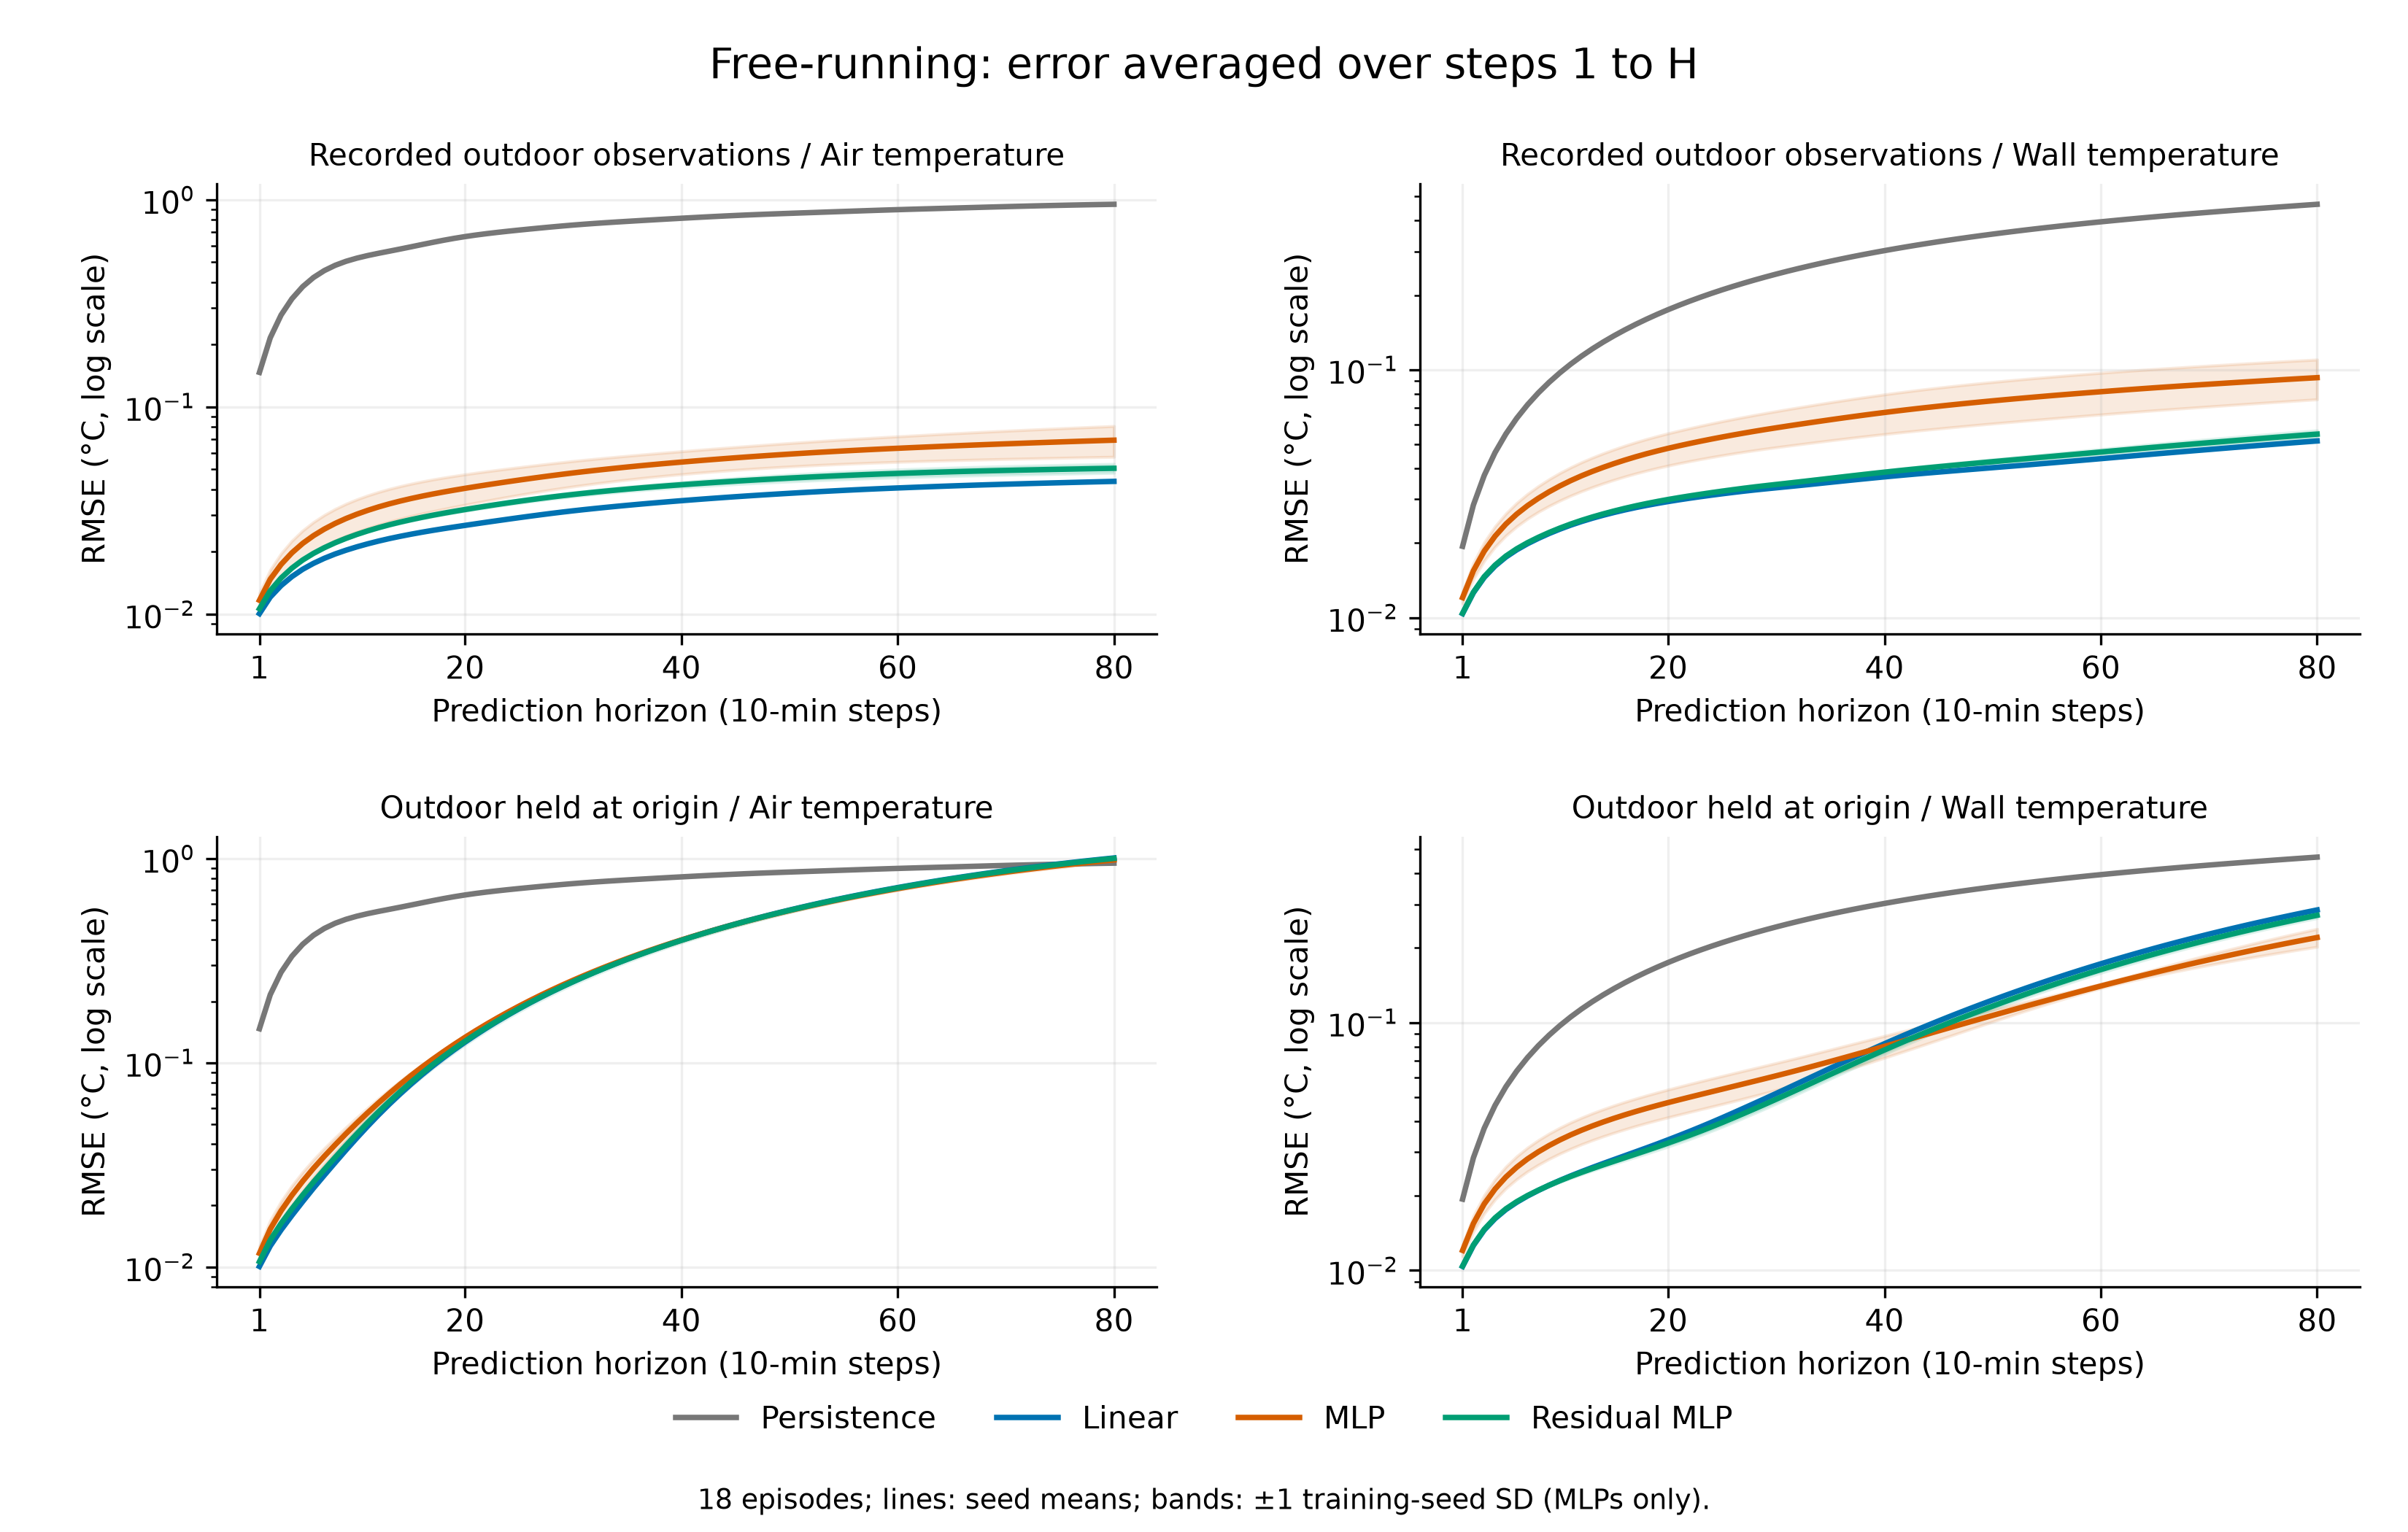 Free-running: error averaged over steps 1 to H
Recorded outdoor observations / Air temperature
RMSE (°C, log scale)
10⁰
10⁻¹
10⁻²
1 20 40 60 80
Prediction horizon (10-min steps)
Recorded outdoor observations / Wall temperature
RMSE (°C, log scale)
10⁻¹
10⁻²
1 20 40 60 80
Prediction horizon (10-min steps)
Outdoor held at origin / Air temperature
RMSE (°C, log scale)
10⁰
10⁻¹
10⁻²
1 20 40 60 80
Prediction horizon (10-min steps)
Outdoor held at origin / Wall temperature
RMSE (°C, log scale)
10⁻¹
10⁻²
1 20 40 60 80
Prediction horizon (10-min steps)
Persistence Linear MLP Residual MLP
18 episodes; lines: seed means; bands: ±1 training-seed SD (MLPs only).